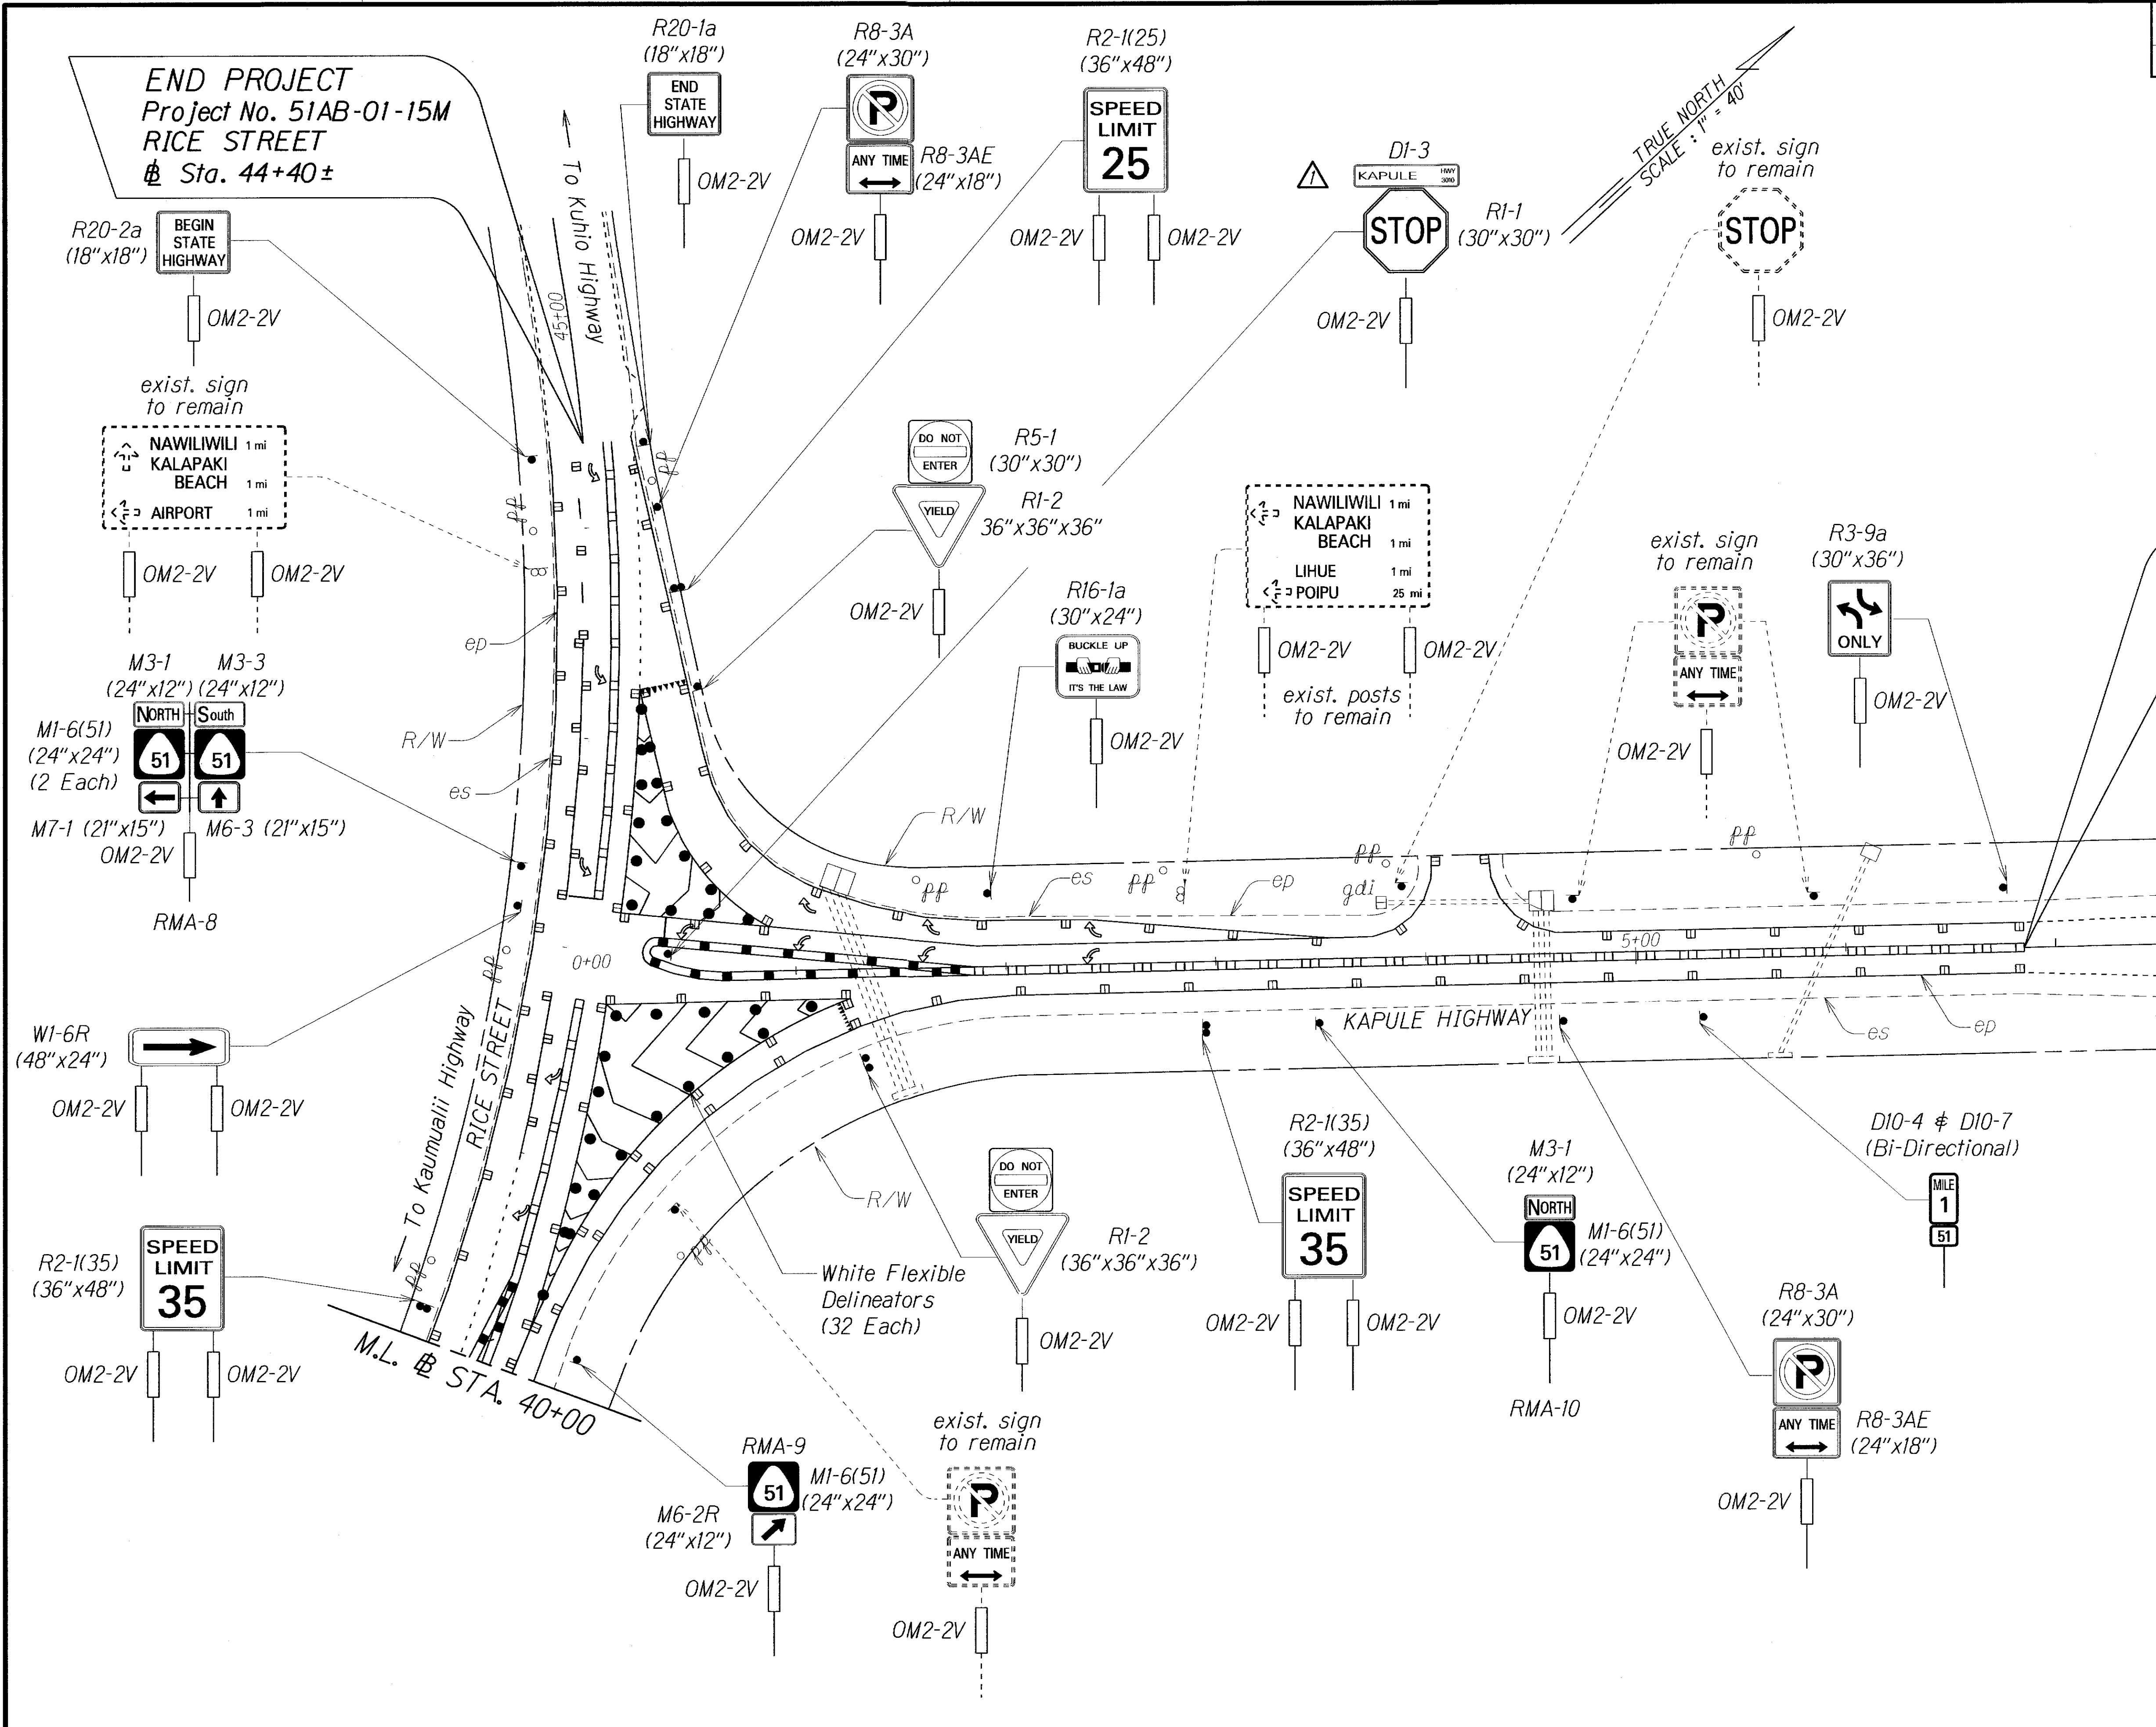 END PROJECT
Project No. 51AB-01-15M
RICE STREET
℄ Sta. 44+40±
R20-1a
(18"x18")
END
STATE
HIGHWAY
OM2-2V
R8-3A
(24"x30")
P
ANY TIME
R8-3AE
(24"x18")
OM2-2V
R2-1(25)
(36"x48")
SPEED
LIMIT
25
OM2-2V
OM2-2V
1
D1-3
KAPULE HWY 3010
STOP
R1-1
(30"x30")
OM2-2V
TRUE NORTH
SCALE : 1" = 40'
exist. sign
to remain
STOP
OM2-2V
R20-2a
(18"x18")
BEGIN
STATE
HIGHWAY
OM2-2V
To Kuhio Highway
45+00
exist. sign
to remain
NAWILIWILI 1 mi
KALAPAKI
BEACH 1 mi
AIRPORT 1 mi
OM2-2V
OM2-2V
pp
pp
ep
R/W
es
DO NOT
ENTER
YIELD
R5-1
(30"x30")
R1-2
36"x36"x36"
OM2-2V
R16-1a
(30"x24")
BUCKLE UP
IT'S THE LAW
OM2-2V
NAWILIWILI 1 mi
KALAPAKI
BEACH 1 mi
LIHUE 1 mi
POIPU 25 mi
OM2-2V
OM2-2V
exist. posts
to remain
exist. sign
to remain
P
ANY TIME
OM2-2V
R3-9a
(30"x36")
ONLY
OM2-2V
M3-1
(24"x12")
M3-3
(24"x12")
NORTH
South
M1-6(51)
(24"x24")
(2 Each)
51
51
M7-1 (21"x15")
M6-3 (21"x15")
OM2-2V
RMA-8
R/W
pp
es
pp
ep
pp
gdi
pp
0+00
5+00
pp
KAPULE HIGHWAY
es
ep
W1-6R
(48"x24")
OM2-2V
OM2-2V
To Kaumualii Highway
RICE STREET
R/W
pp
pp
R2-1(35)
(36"x48")
SPEED
LIMIT
35
OM2-2V
OM2-2V
M.L. ℄ STA. 40+00
White Flexible
Delineators
(32 Each)
DO NOT
ENTER
YIELD
R1-2
(36"x36"x36")
OM2-2V
R2-1(35)
(36"x48")
SPEED
LIMIT
35
OM2-2V
OM2-2V
M3-1
(24"x12")
NORTH
51
M1-6(51)
(24"x24")
OM2-2V
RMA-10
D10-4 & D10-7
(Bi-Directional)
MILE
1
51
R8-3A
(24"x30")
P
ANY TIME
R8-3AE
(24"x18")
OM2-2V
RMA-9
51
M1-6(51)
(24"x24")
M6-2R
(24"x12")
OM2-2V
exist. sign
to remain
P
ANY TIME
OM2-2V